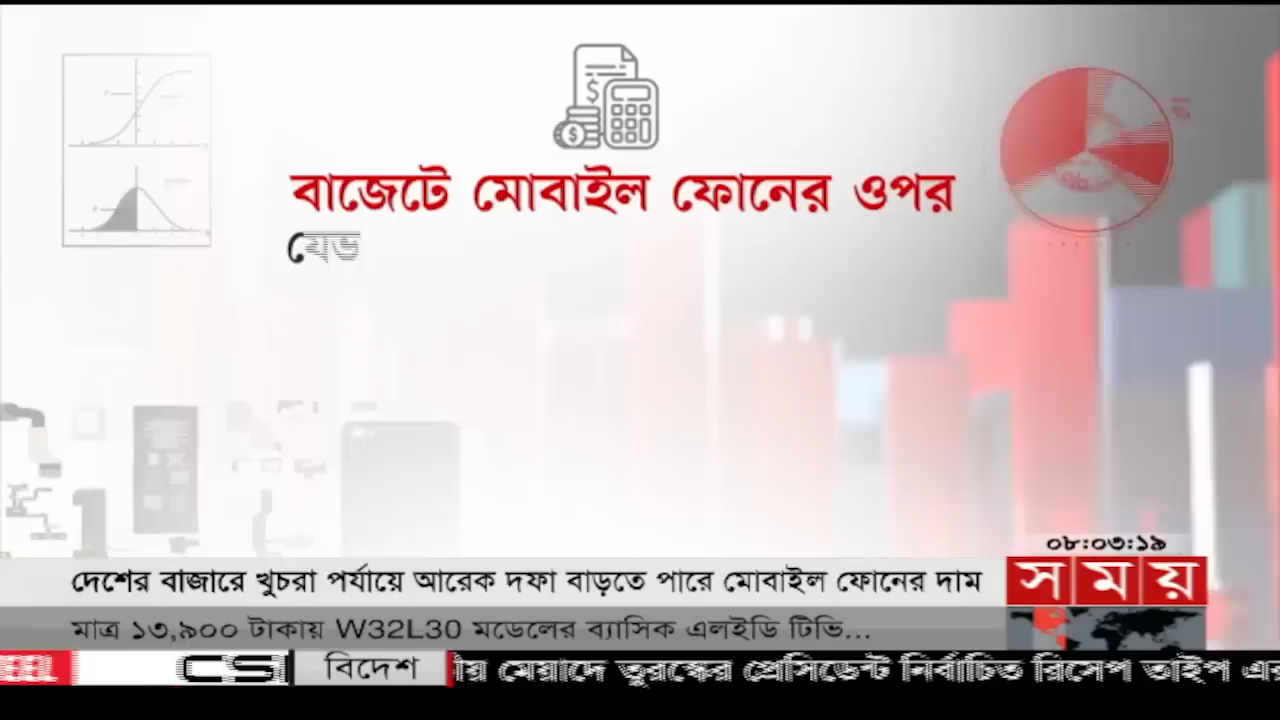 বাজেটে মোবাইল ফোনের ওপর
০৮:০৩:১৯
দেশের বাজারে খুচরা পর্যায়ে আরেক দফা বাড়তে পারে মোবাইল ফোনের দাম
সময়
মাত্র ১৩,৯০০ টাকায় W32L30 মডেলের ব্যাসিক এলইডি টিভি...
বিদেশ মেয়াদে তুরস্কের প্রেসিডেন্ট নির্বাচিত রিসেপ তাইপ